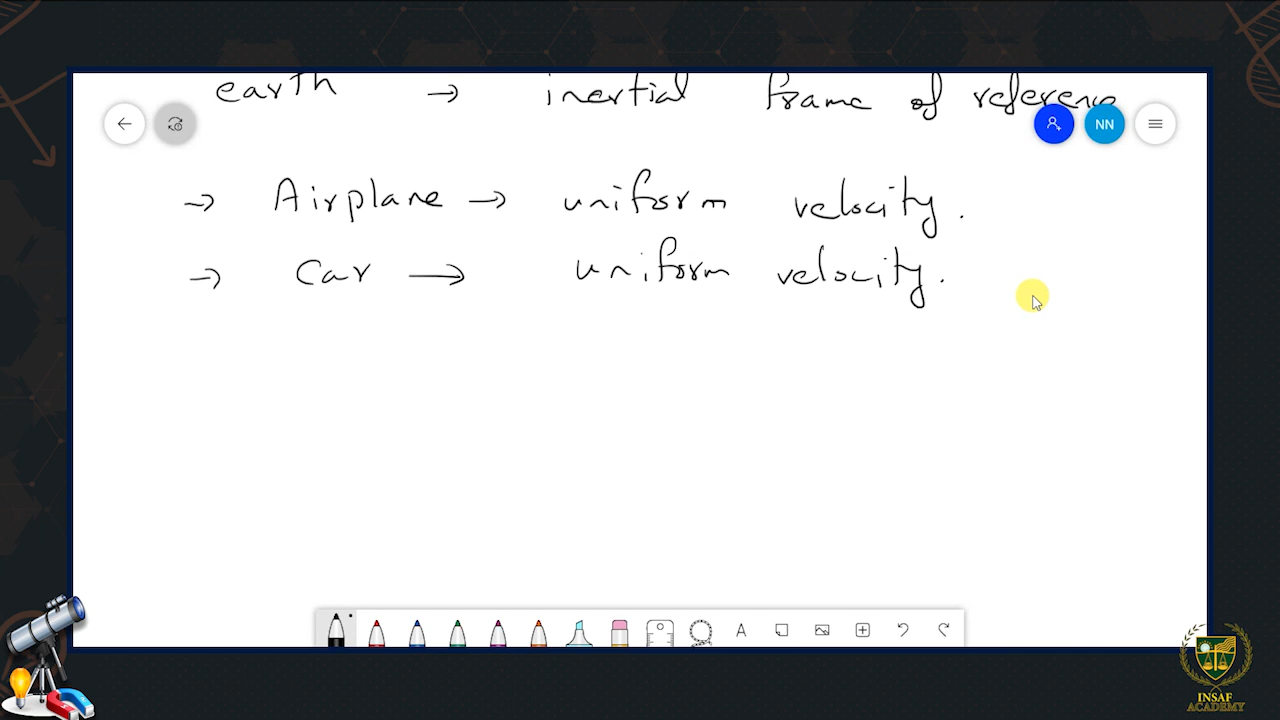 earth → inertial frame of reference
NN
→ Airplane → uniform velocity.
→ Car → uniform velocity.
A
INSAF
ACADEMY